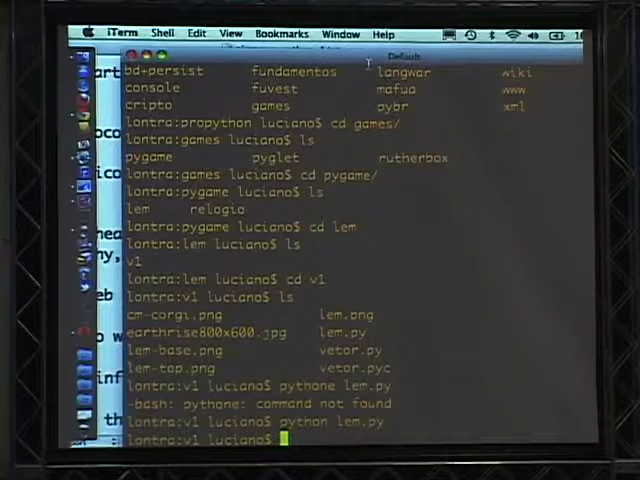 iTerm Shell Edit View Bookmarks Window Help
Default
bd+persist fundamentos langwar wiki
console fuvest mafua www
cripto games pybr xml
lontra:propython luciano$ cd games/
lontra:games luciano$ ls
pygame pyglet rutherbox
lontra:games luciano$ cd pygame/
lontra:pygame luciano$ ls
lem relogio
lontra:pygame luciano$ cd lem
lontra:lem luciano$ ls
v1
lontra:lem luciano$ cd v1
lontra:v1 luciano$ ls
cm-corgi.png lem.png
earthrise800x600.jpg lem.py
lem-base.png vetor.py
lem-top.png vetor.pyc
lontra:v1 luciano$ pythone lem.py
-bash: pythone: command not found
lontra:v1 luciano$ python lem.py
lontra:v1 luciano$